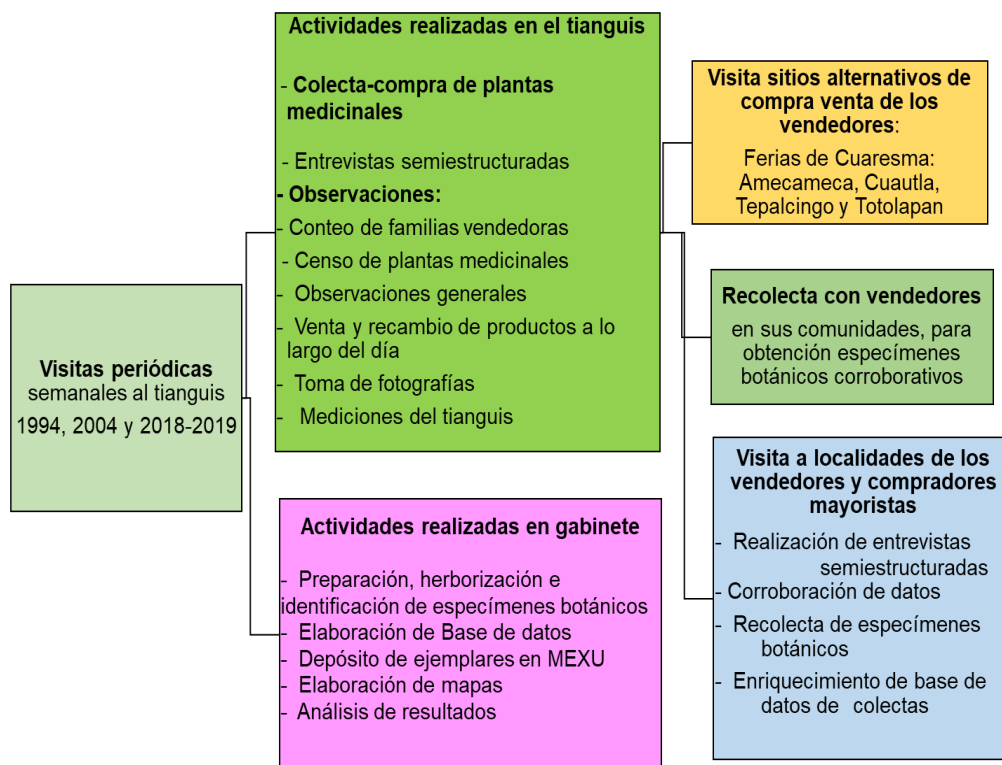 Visitas periódicas
semanales al tianguis
1994, 2004 y 2018-2019
Actividades realizadas en el tianguis
- Colecta-compra de plantas
medicinales
- Entrevistas semiestructuradas
- Observaciones:
- Conteo de familias vendedoras
- Censo de plantas medicinales
- Observaciones generales
- Venta y recambio de productos a lo
largo del día
- Toma de fotografías
- Mediciones del tianguis
Actividades realizadas en gabinete
- Preparación, herborización e
identificación de especímenes botánicos
- Elaboración de Base de datos
- Depósito de ejemplares en MEXU
- Elaboración de mapas
- Análisis de resultados
Visita sitios alternativos de
compra venta de los
vendedores:
Ferias de Cuaresma:
Amecameca, Cuautla,
Tepalcingo y Totolapan
Recolecta con vendedores
en sus comunidades, para
obtención especímenes
botánicos corroborativos
Visita a localidades de los
vendedores y compradores
mayoristas
- Realización de entrevistas
semiestructuradas
- Corroboración de datos
- Recolecta de especímenes
botánicos
- Enriquecimiento de base de
datos de colectas